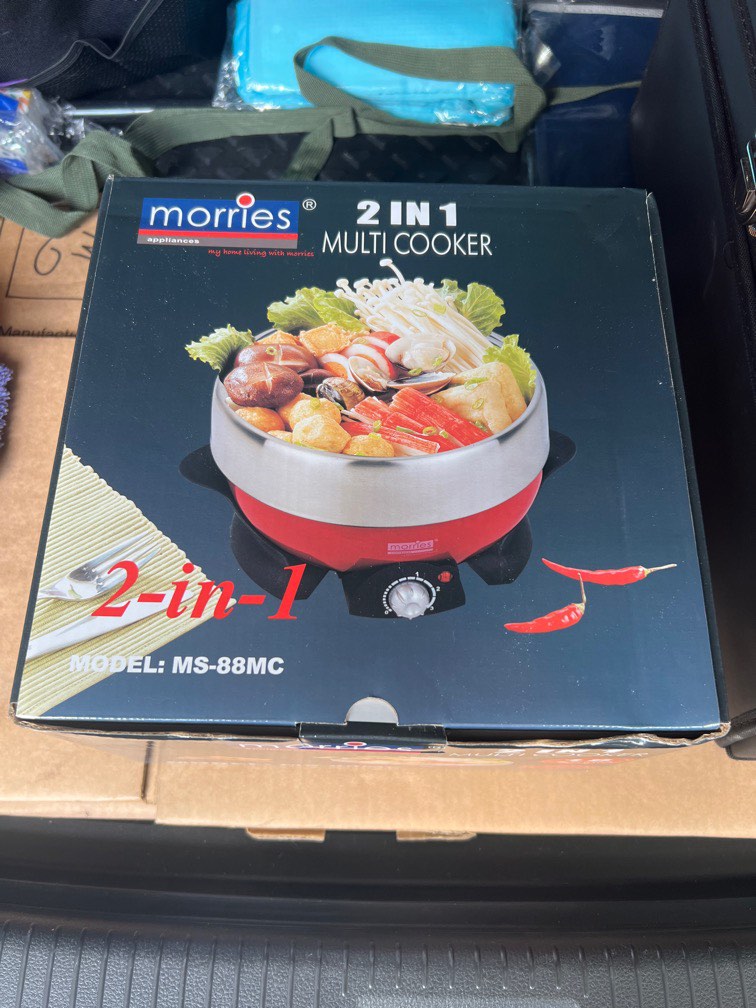 morries ®
appliances
my home living with morries
2 IN 1
MULTI COOKER
morries
2-in-1
MODEL: MS-88MC
morries